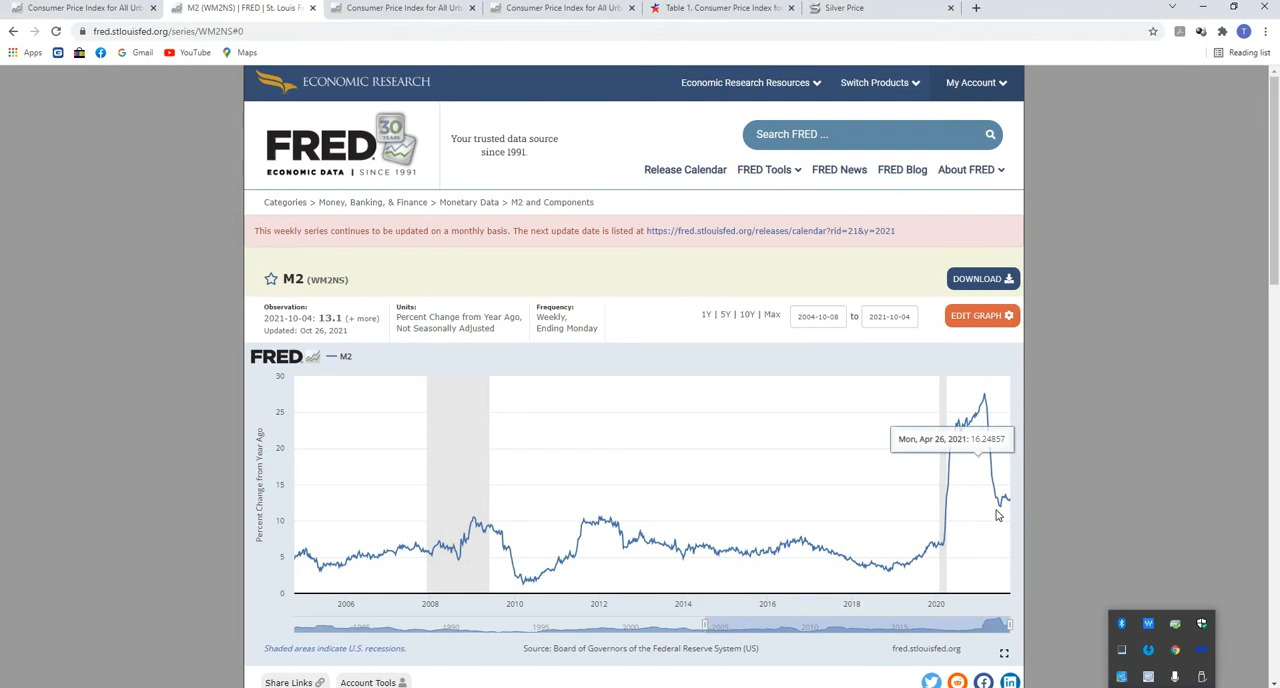 Consumer Price Index for All Urb
M2 (WM2NS) | FRED | St. Louis F
Consumer Price Index for All Urb
Consumer Price Index for All Urb
Table 1. Consumer Price Index fo
Silver Price
fred.stlouisfed.org/series/WM2NS#0
T
Apps
Gmail
YouTube
Maps
Reading list
ECONOMIC RESEARCH
Economic Research Resources
Switch Products
My Account
30
YEARS
FRED
ECONOMIC DATA | SINCE 1991
Your trusted data source
since 1991.
Search FRED ...
Release Calendar
FRED Tools
FRED News
FRED Blog
About FRED
Categories > Money, Banking, & Finance > Monetary Data > M2 and Components
This weekly series continues to be updated on a monthly basis. The next update date is listed at https://fred.stlouisfed.org/releases/calendar?rid=21&y=2021
M2 (WM2NS)
DOWNLOAD
Observation:
2021-10-04: 13.1 (+ more)
Updated: Oct 26, 2021
Units:
Percent Change from Year Ago,
Not Seasonally Adjusted
Frequency:
Weekly,
Ending Monday
1Y | 5Y | 10Y | Max
2004-10-08 to 2021-10-04
EDIT GRAPH
FRED
M2
30
25
20
15
10
5
0
Percent Change from Year Ago
Mon, Apr 26, 2021: 16.24857
2006 2008 2010 2012 2014 2016 2018 2020
1985 1990 1995 2000 2005 2010 2015
Shaded areas indicate U.S. recessions.
Source: Board of Governors of the Federal Reserve System (US)
fred.stlouisfed.org
Share Links
Account Tools